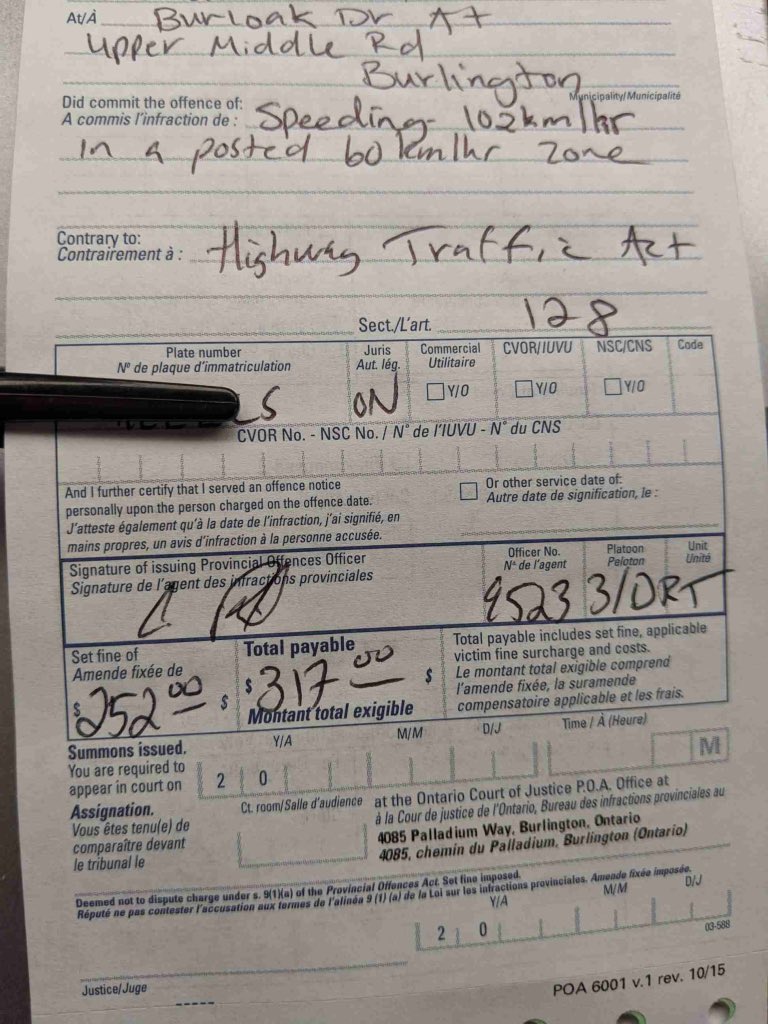 At/À Burloak Dr At
Upper Middle Rd
Burlington
Municipality/Municipalité
Did commit the offence of:
A commis l'infraction de : Speeding - 102 km/hr
in a posted 60 km/hr zone
Contrary to:
Contrairement à : Highway Traffic Act
Sect./L'art. 128
Plate number
N° de plaque d'immatriculation
Juris
Aut. lég.
Commercial
Utilitaire
CVOR/IUVU
NSC/CNS
Code
LS
ON
Y/O
Y/O
Y/O
CVOR No. - NSC No. / N° de l'IUVU - N° du CNS
And I further certify that I served an offence notice
personally upon the person charged on the offence date.
J'atteste également qu'à la date de l'infraction, j'ai signifié, en
mains propres, un avis d'infraction à la personne accusée.
Or other service date of:
Autre date de signification, le :
Signature of issuing Provincial Offences Officer
Signature de l'agent des infractions provinciales
Officer No.
N° de l'agent
Platoon
Peloton
Unit
Unité
9523
3/DRT
Set fine of
Amende fixée de
$252.00 $
Total payable
$317.00 $
Montant total exigible
Total payable includes set fine, applicable
victim fine surcharge and costs.
Le montant total exigible comprend
l'amende fixée, la suramende
compensatoire applicable et les frais.
Summons issued.
You are required to
appear in court on
Y/A
M/M
D/J
Time / À (Heure)
2 0
M
Assignation.
Vous êtes tenu(e) de
comparaître devant
le tribunal le
Ct. room/Salle d'audience
at the Ontario Court of Justice P.O.A. Office at
à la Cour de justice de l'Ontario, Bureau des infractions provinciales au
4085 Palladium Way, Burlington, Ontario
4085, chemin du Palladium, Burlington (Ontario)
Deemed not to dispute charge under s. 9(1)(a) of the Provincial Offences Act. Set fine imposed.
Réputé ne pas contester l'accusation aux termes de l'alinéa 9 (1) (a) de la Loi sur les infractions provinciales. Amende fixée imposée.
Y/A
M/M
D/J
2 0
03-588
Justice/Juge
POA 6001 v.1 rev. 10/15